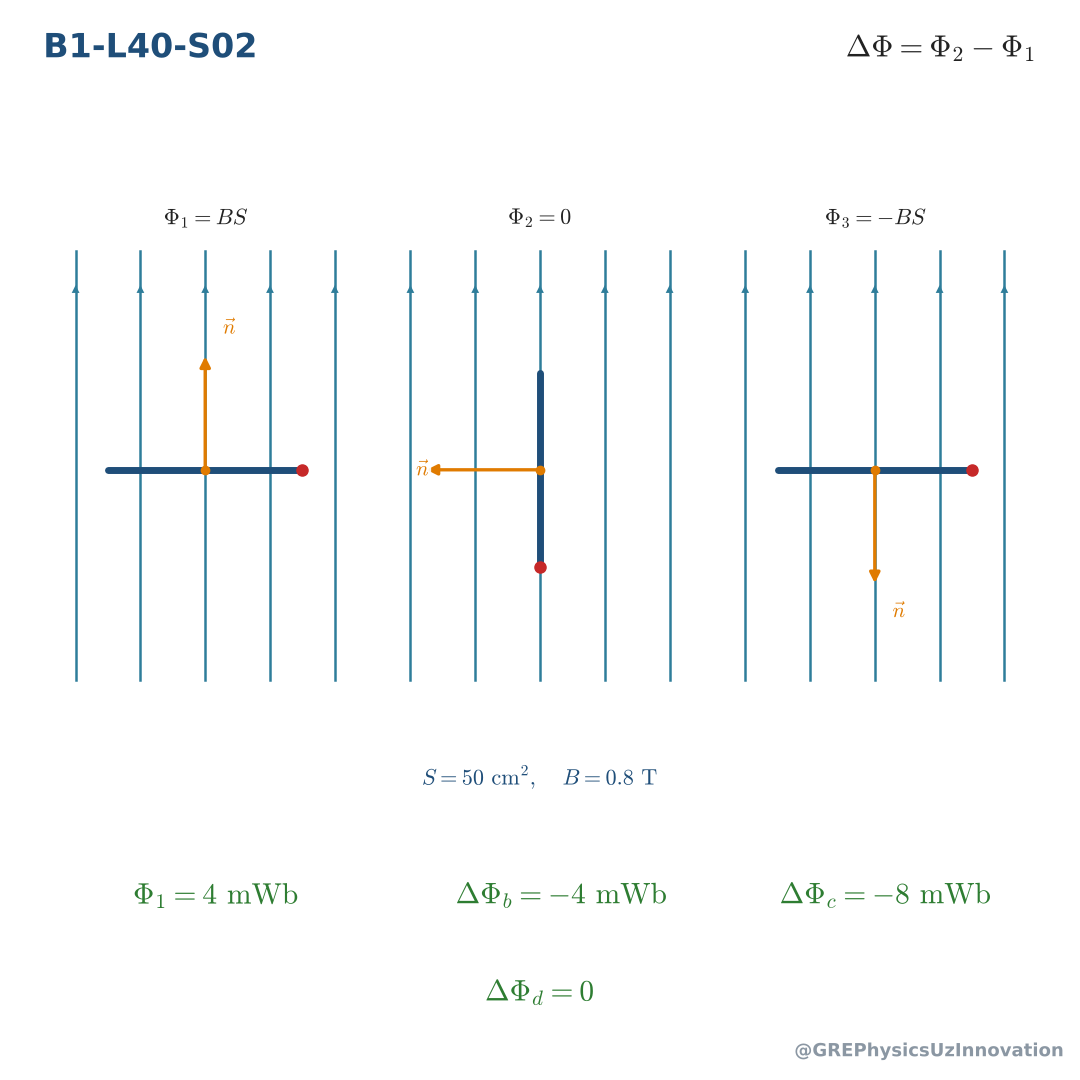 B1-L40-S02
ΔΦ = Φ₂ − Φ₁
Φ₁ = BS
Φ₂ = 0
Φ₃ = −BS
n⃗
n⃗
n⃗
S = 50 cm², B = 0.8 T
Φ₁ = 4 mWb
ΔΦ_b = −4 mWb
ΔΦ_c = −8 mWb
ΔΦ_d = 0
@GREPhysicsUzInnovation